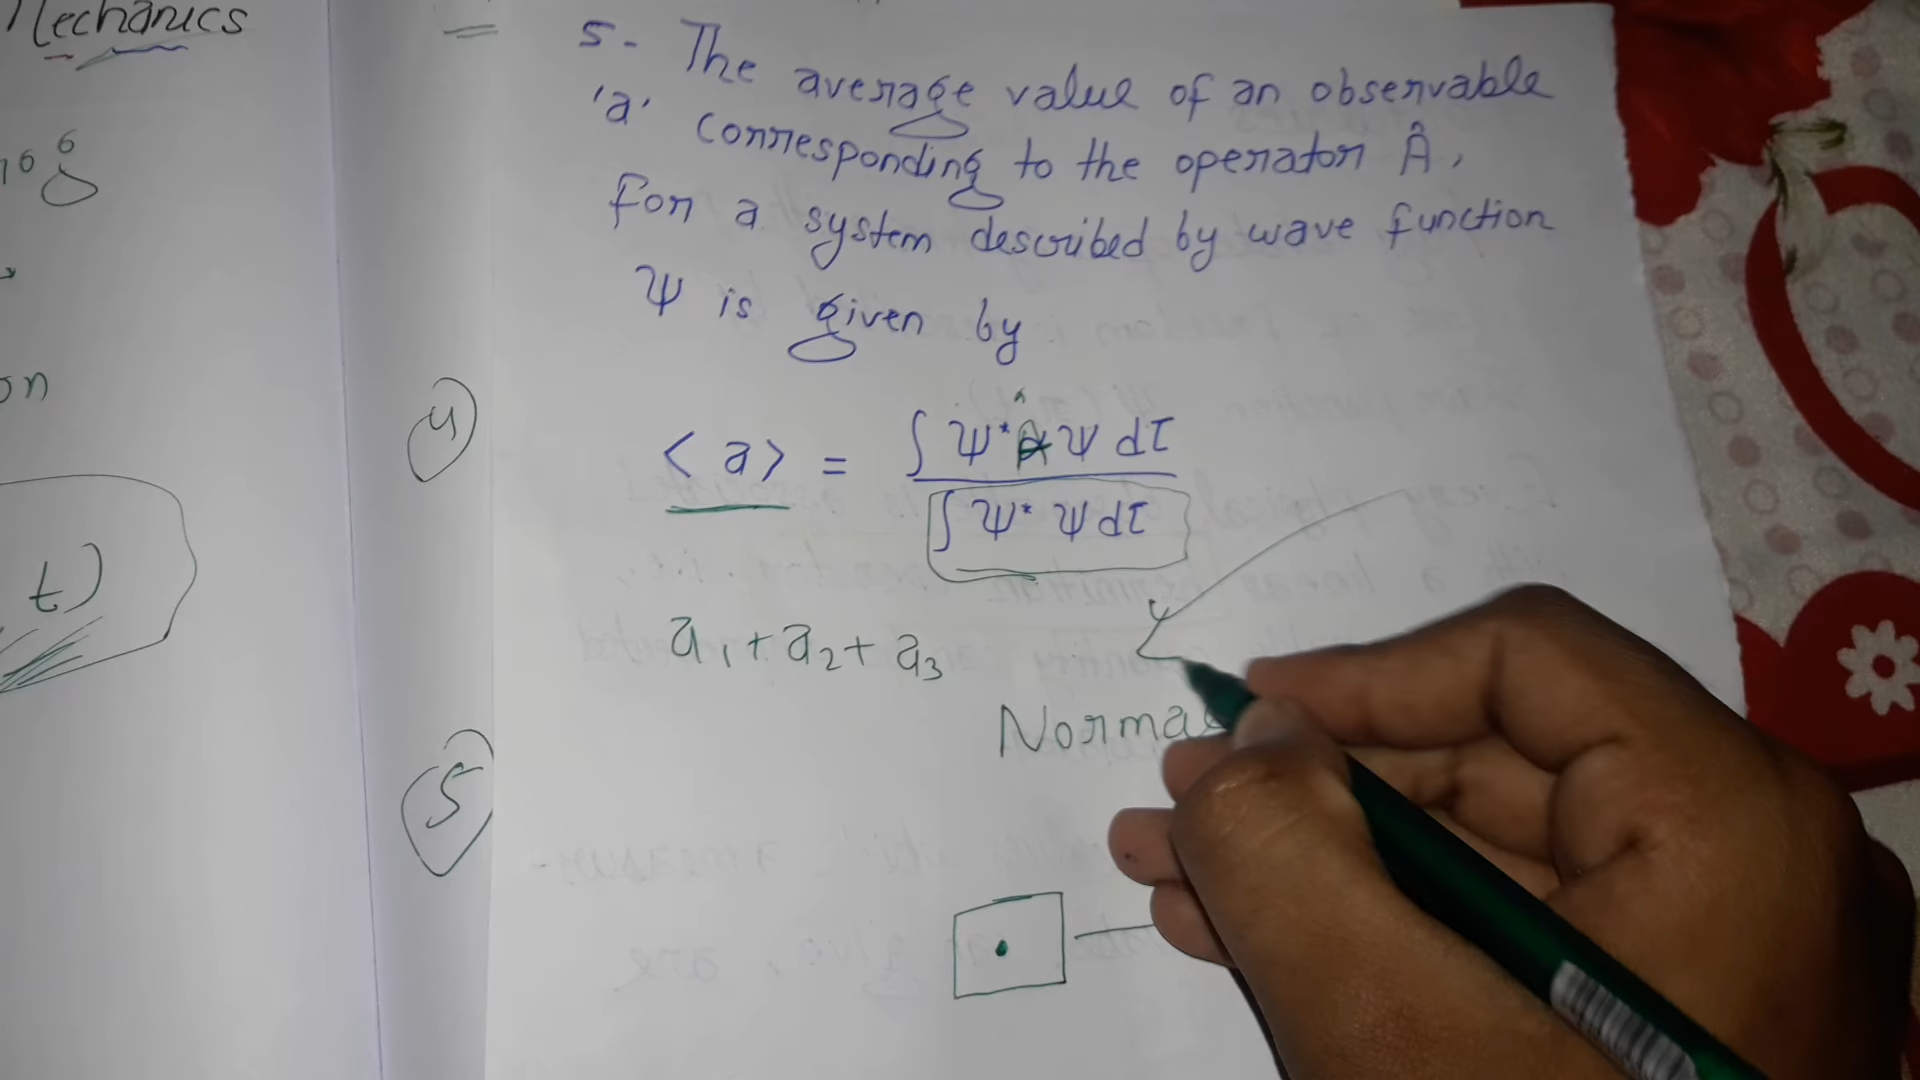 Mechanics
5. The average value of an observable
'a' corresponding to the operator Â,
for a system described by wave function
Ψ is given by
4
<a> = ∫ Ψ* Â Ψ dτ
∫ Ψ* Ψ dτ
a₁ + a₂ + a₃
5
t)